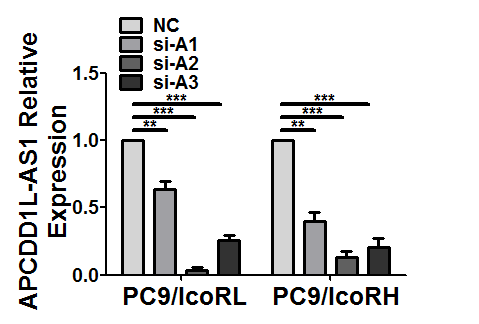 NC
si-A1
si-A2
si-A3
APCDD1L-AS1 Relative
Expression
1.5
1.0
0.5
0.0
*** ***
*** ***
** **
PC9/IcoRL PC9/IcoRH